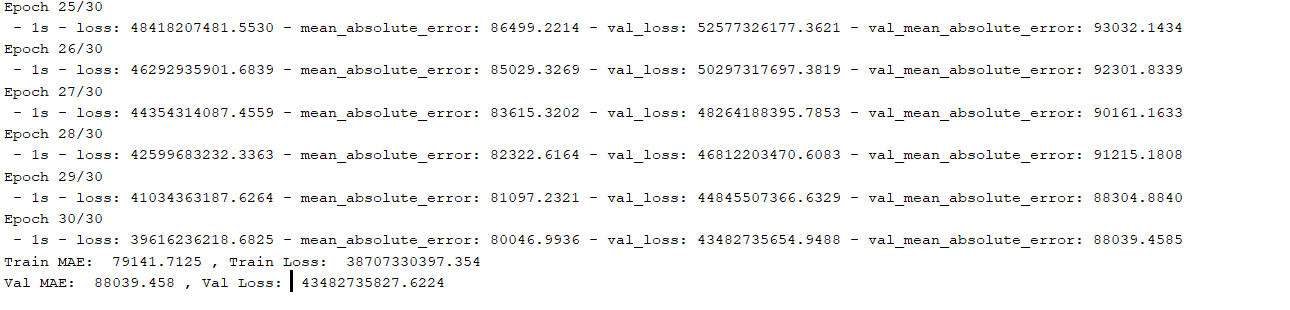 Epoch 25/30
 - 1s - loss: 48418207481.5530 - mean_absolute_error: 86499.2214 - val_loss: 52577326177.3621 - val_mean_absolute_error: 93032.1434
Epoch 26/30
 - 1s - loss: 46292935901.6839 - mean_absolute_error: 85029.3269 - val_loss: 50297317697.3819 - val_mean_absolute_error: 92301.8339
Epoch 27/30
 - 1s - loss: 44354314087.4559 - mean_absolute_error: 83615.3202 - val_loss: 48264188395.7853 - val_mean_absolute_error: 90161.1633
Epoch 28/30
 - 1s - loss: 42599683232.3363 - mean_absolute_error: 82322.6164 - val_loss: 46812203470.6083 - val_mean_absolute_error: 91215.1808
Epoch 29/30
 - 1s - loss: 41034363187.6264 - mean_absolute_error: 81097.2321 - val_loss: 44845507366.6329 - val_mean_absolute_error: 88304.8840
Epoch 30/30
 - 1s - loss: 39616236218.6825 - mean_absolute_error: 80046.9936 - val_loss: 43482735654.9488 - val_mean_absolute_error: 88039.4585
Train MAE:  79141.7125 , Train Loss:  38707330397.354
Val MAE:  88039.458 , Val Loss:  43482735827.6224